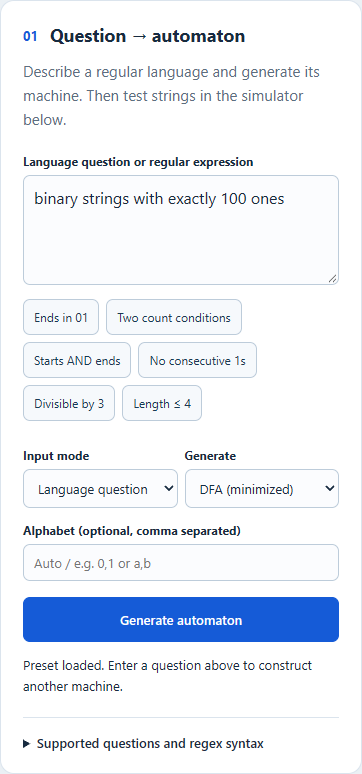 01 Question → automaton
Describe a regular language and generate its
machine. Then test strings in the simulator
below.
Language question or regular expression
binary strings with exactly 100 ones
Ends in 01
Two count conditions
Starts AND ends
No consecutive 1s
Divisible by 3
Length ≤ 4
Input mode
Generate
Language question
DFA (minimized)
Alphabet (optional, comma separated)
Auto / e.g. 0,1 or a,b
Generate automaton
Preset loaded. Enter a question above to construct
another machine.
Supported questions and regex syntax